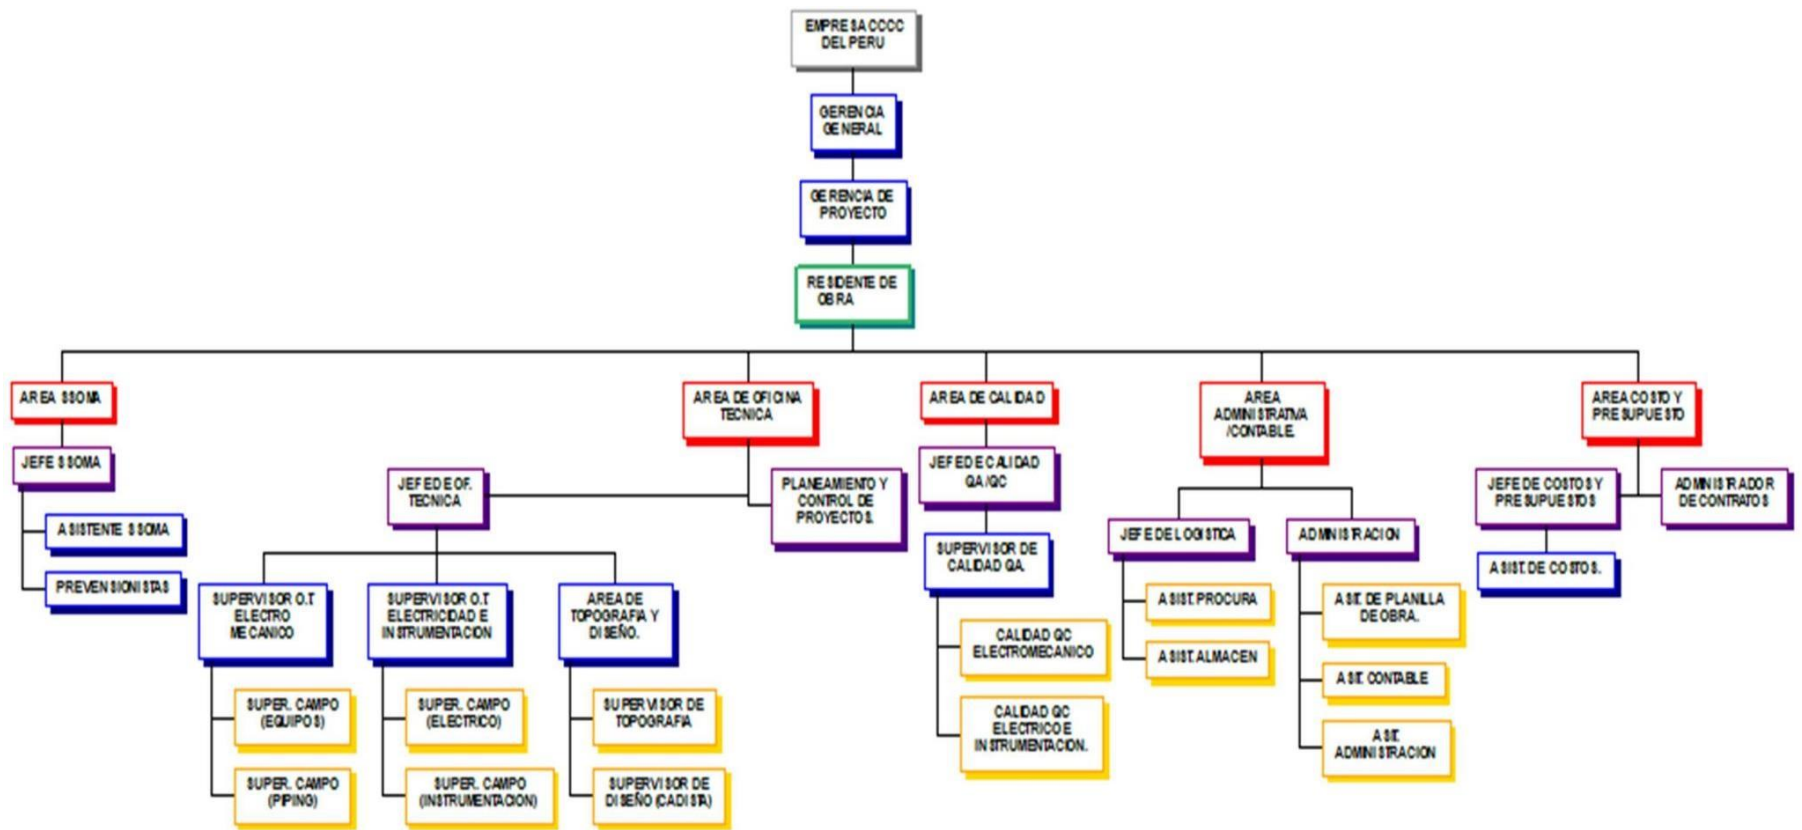 EMPRESA CCCC
DEL PERU
GERENCIA
GENERAL
GERENCIA DE
PROYECTO
RESIDENTE DE
OBRA
AREA SSOMA
AREA DE OFICINA
TECNICA
AREA DE CALIDAD
AREA
ADMINISTRATIVA
/CONTABLE.
AREA COSTO Y
PRESUPUESTO
JEFE SSOMA
ASISTENTE SSOMA
PREVENSIONISTAS
JEFE DE OF.
TECNICA
PLANEAMIENTO Y
CONTROL DE
PROYECTOS.
SUPERVISOR O.T
ELECTRO
MECANICO
SUPERVISOR O.T
ELECTRICIDAD E
INSTRUMENTACION
AREA DE
TOPOGRAFIA Y
DISEÑO.
SUPER. CAMPO
(EQUIPOS)
SUPER. CAMPO
(PIPING)
SUPER. CAMPO
(ELECTRICO)
SUPER. CAMPO
(INSTRUMENTACION)
SUPERVISOR DE
TOPOGRAFIA
SUPERVISOR DE
DISEÑO (CADISTA)
JEFE DE CALIDAD
QA/QC
SUPERVISOR DE
CALIDAD QA.
CALIDAD QC
ELECTROMECANICO
CALIDAD QC
ELECTRICO E
INSTRUMENTACION.
JEFE DE LOGISTICA
ASIST. PROCURA
ASIST. ALMACEN
ADMINISTRACION
ASIT. DE PLANILLA
DE OBRA.
ASIT. CONTABLE
ASIT.
ADMINISTRACION
JEFE DE COSTOS Y
PRESUPUESTOS
ADMINISTRADOR
DE CONTRATOS
ASIST. DE COSTOS.